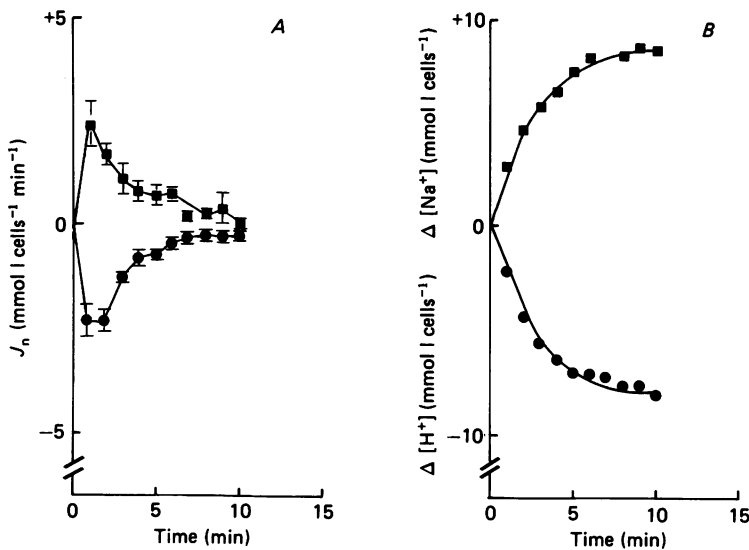 A
+5
0
−5
Jn (mmol l cells⁻¹ min⁻¹)
0 5 10 15
Time (min)
B
+10
0
−10
Δ [Na⁺] (mmol l cells⁻¹)
Δ [H⁺] (mmol l cells⁻¹)
0 5 10 15
Time (min)